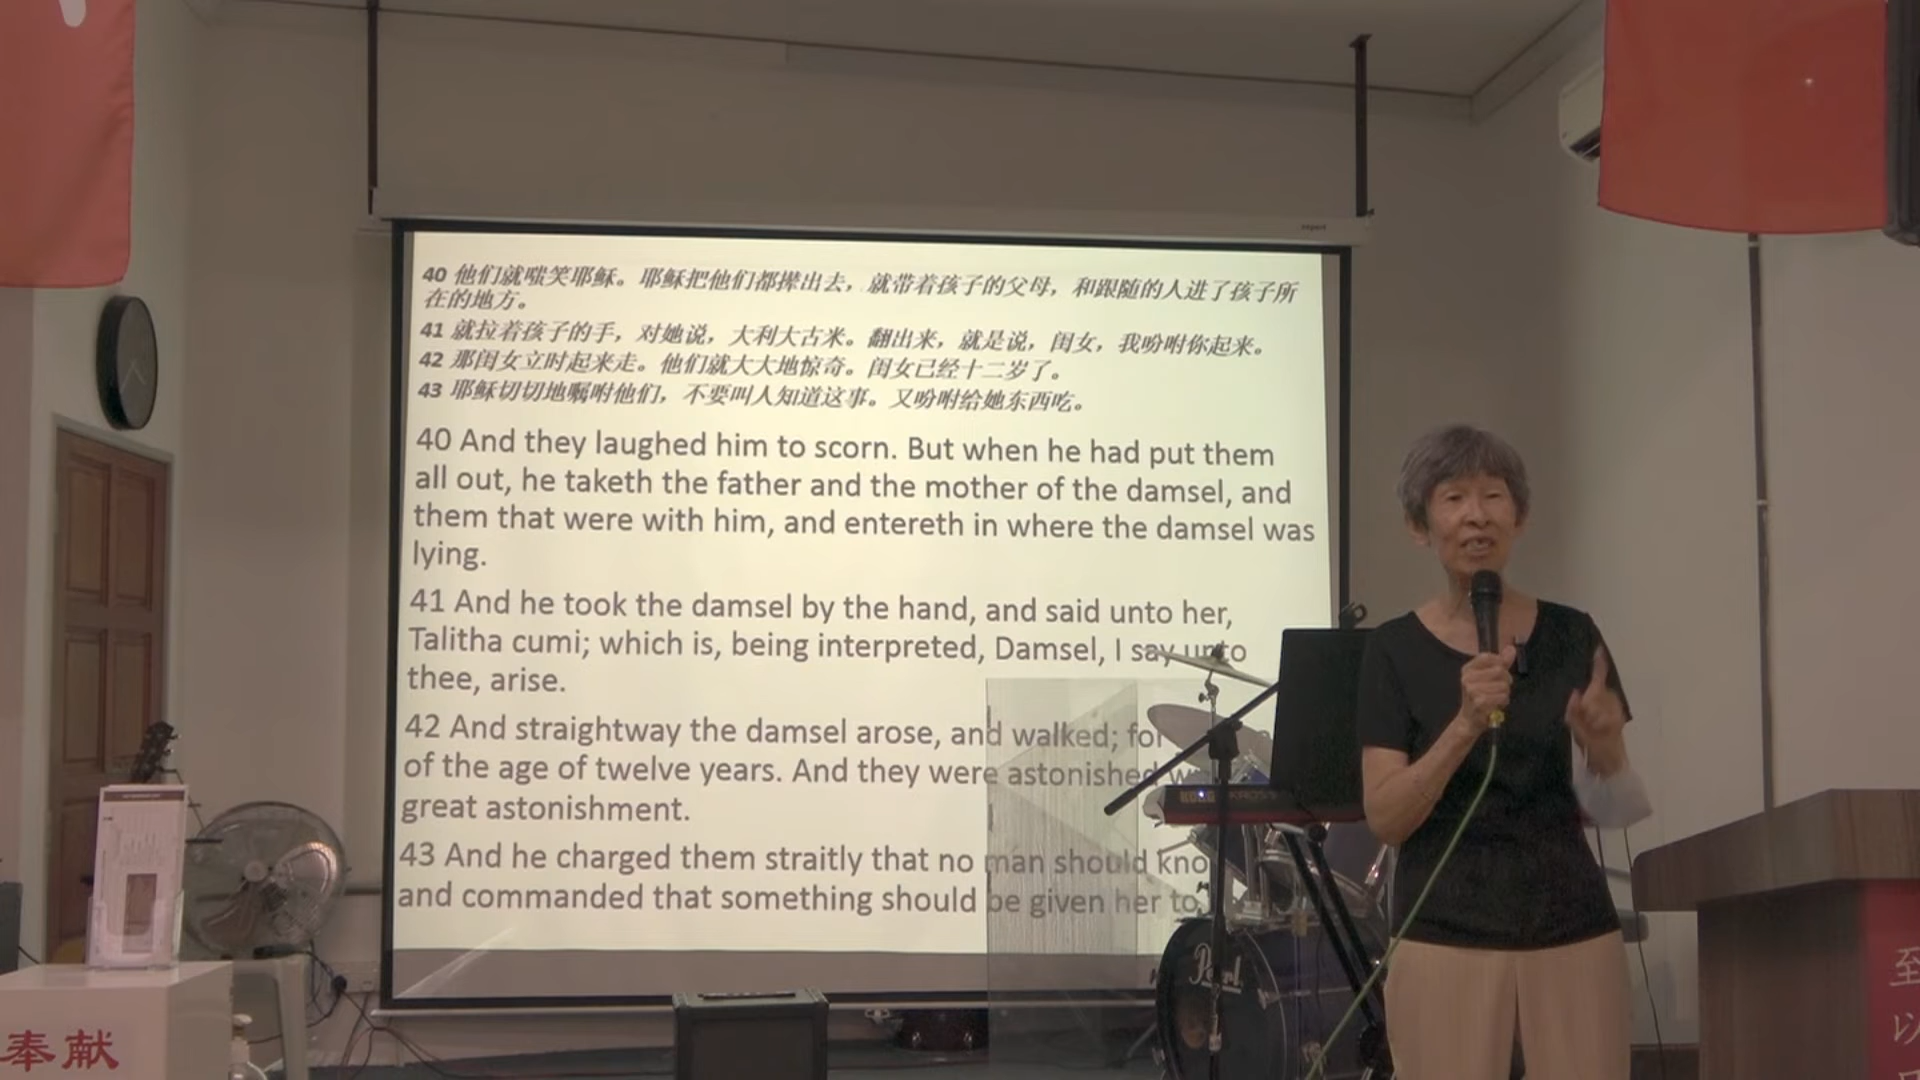 40 他们就嗤笑耶稣。耶稣把他们都撵出去，就带着孩子的父母，和跟随的人进了孩子所
在的地方。
41 就拉着孩子的手，对她说，大利大古米。翻出来，就是说，闺女，我吩咐你起来。
42 那闺女立时起来走。他们就大大地惊奇。闺女已经十二岁了。
43 耶稣切切地嘱咐他们，不要叫人知道这事。又吩咐给她东西吃。
40 And they laughed him to scorn. But when he had put them
all out, he taketh the father and the mother of the damsel, and
them that were with him, and entereth in where the damsel was
lying.
41 And he took the damsel by the hand, and said unto her,
Talitha cumi; which is, being interpreted, Damsel, I say unto
thee, arise.
42 And straightway the damsel arose, and walked; for
of the age of twelve years. And they were astonished w
great astonishment.
43 And he charged them straitly that no man should kno
and commanded that something should be given her to
KORG KROSS
Pearl
奉献
至
以